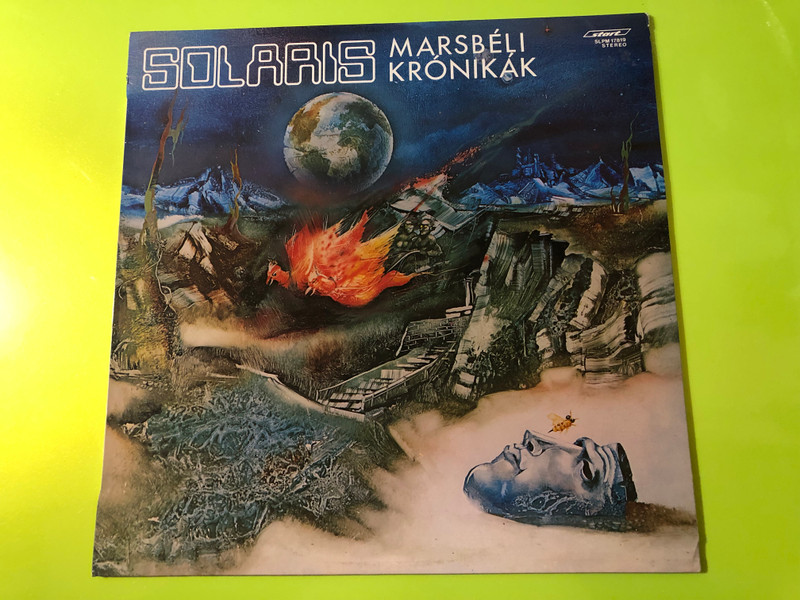 SOLARIS
MARSBÉLI
KRÓNIKÁK
start
SLPM 17819
STEREO